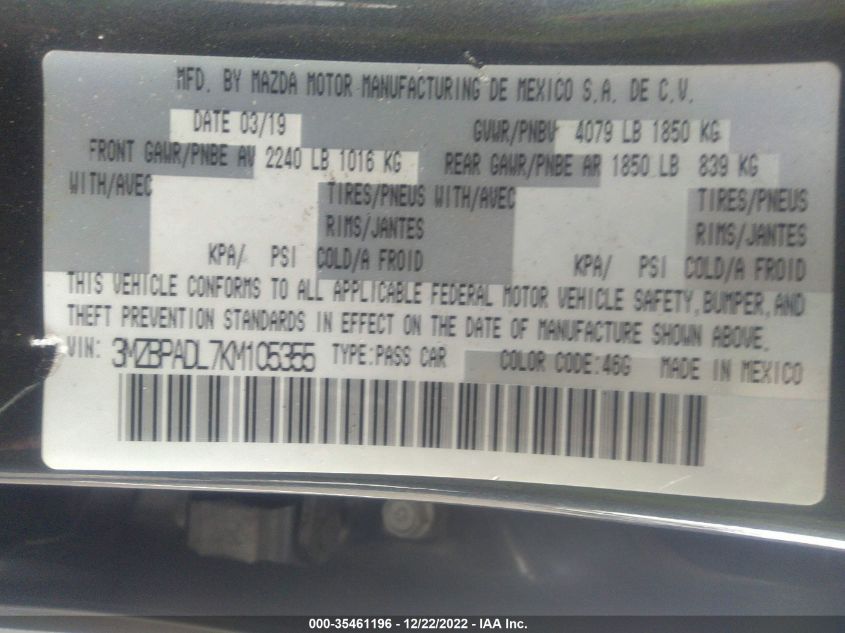 MFD. BY MAZDA MOTOR MANUFACTURING DE MEXICO S.A. DE C.V.
DATE 03/19 GVWR/PNBV 4079 LB 1850 KG
FRONT GAWR/PNBE AV 2240 LB 1016 KG REAR GAWR/PNBE AR 1850 LB 839 KG
WITH/AVEC TIRES/PNEUS WITH/AVEC TIRES/PNEUS
RIMS/JANTES RIMS/JANTES
KPA/ PSI COLD/A FROID KPA/ PSI COLD/A FROID
THIS VEHICLE CONFORMS TO ALL APPLICABLE FEDERAL MOTOR VEHICLE SAFETY, BUMPER, AND
THEFT PREVENTION STANDARDS IN EFFECT ON THE DATE OF MANUFACTURE SHOWN ABOVE.
VIN: 3MZBPADL7KM105355 TYPE:PASS CAR COLOR CODE:46G MADE IN MEXICO
000-35461196 - 12/22/2022 - IAA Inc.